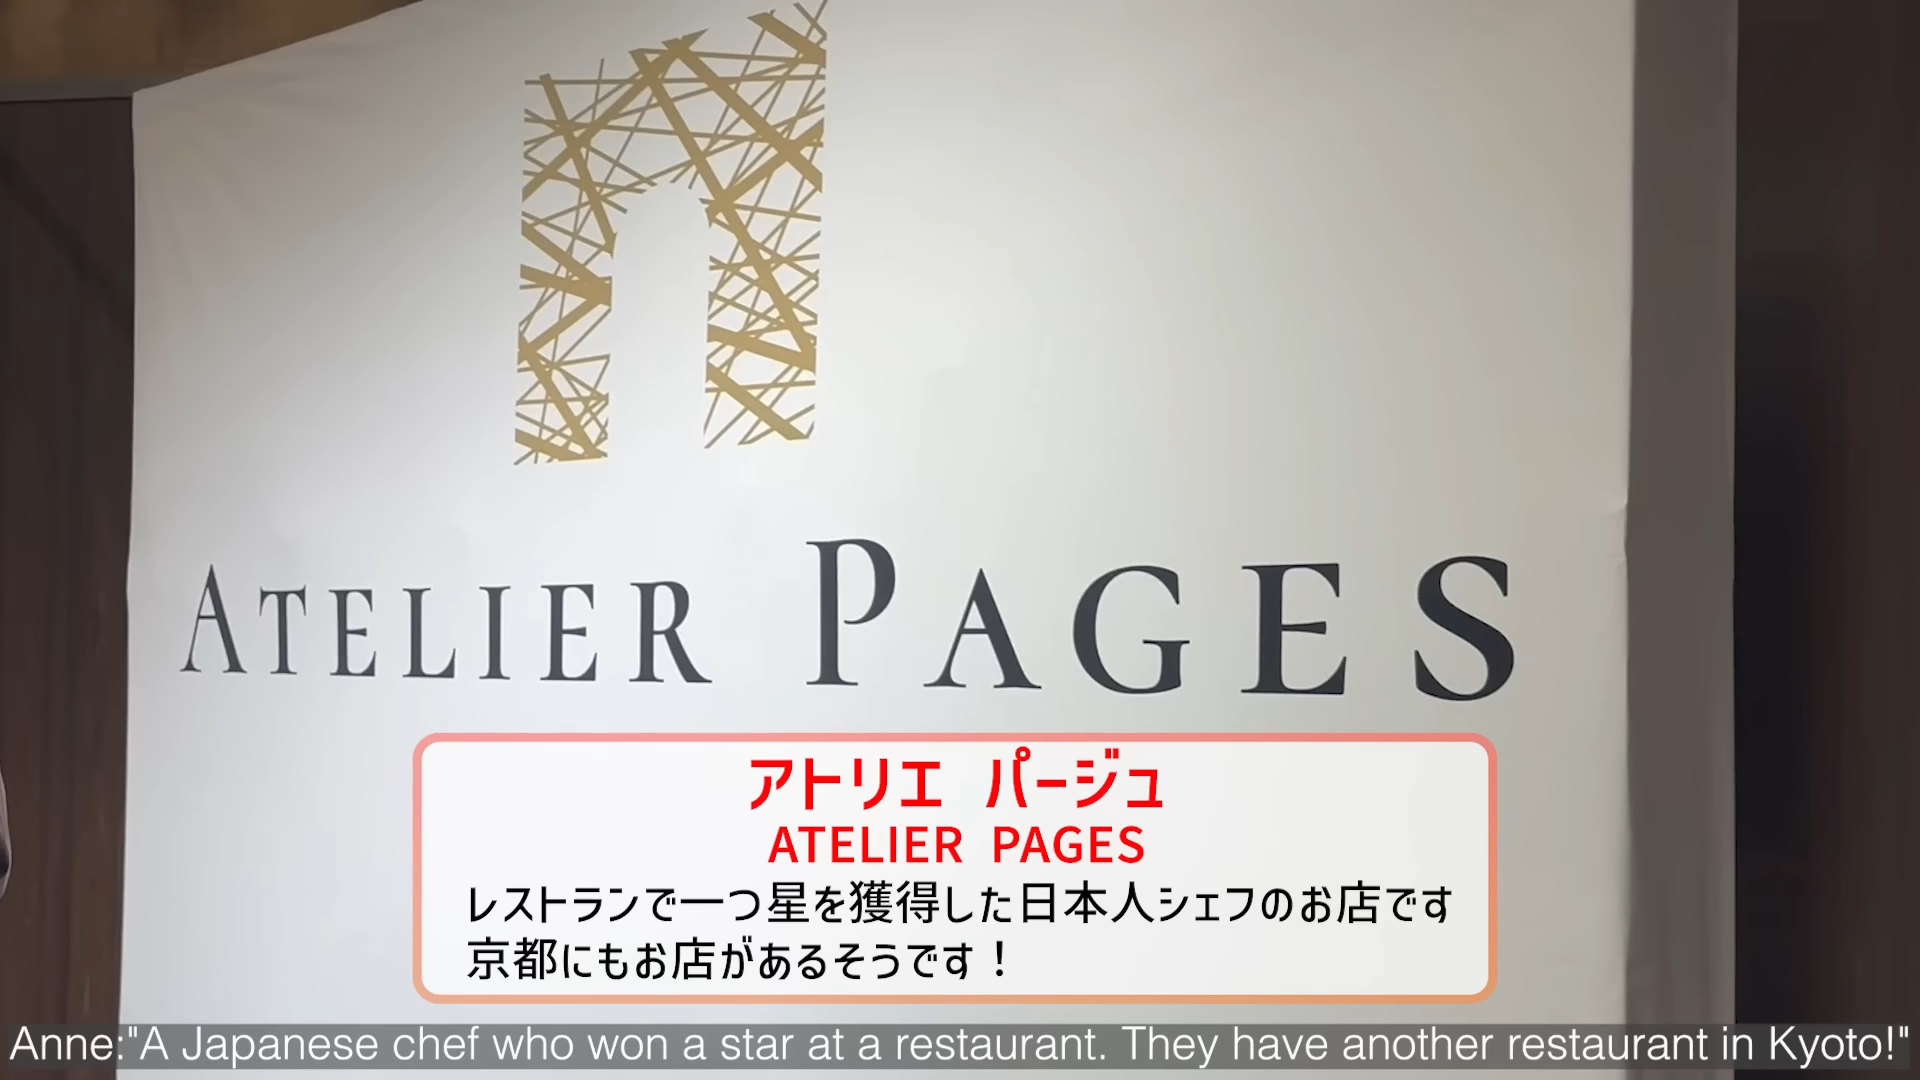 ATELIER PAGES
アトリエ パージュ
ATELIER PAGES
レストランで一つ星を獲得した日本人シェフのお店です
京都にもお店があるそうです！
Anne:"A Japanese chef who won a star at a restaurant. They have another restaurant in Kyoto!"